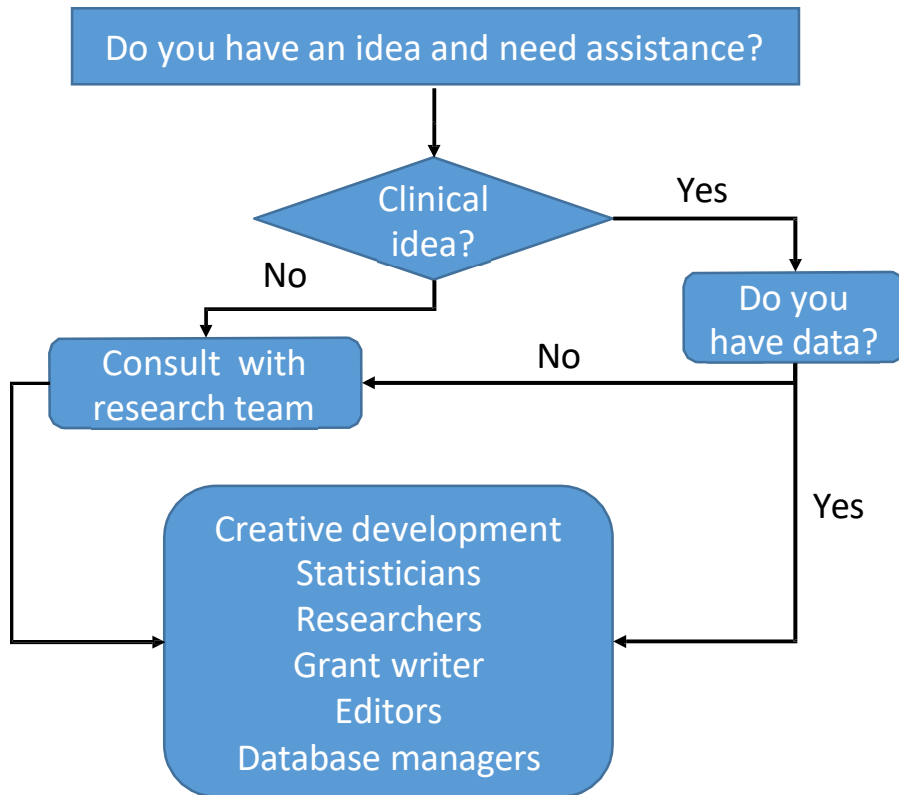 Do you have an idea and need assistance?
Clinical
idea?
Yes
No
Do you
have data?
Consult with
research team
No
Yes
Creative development
Statisticians
Researchers
Grant writer
Editors
Database managers